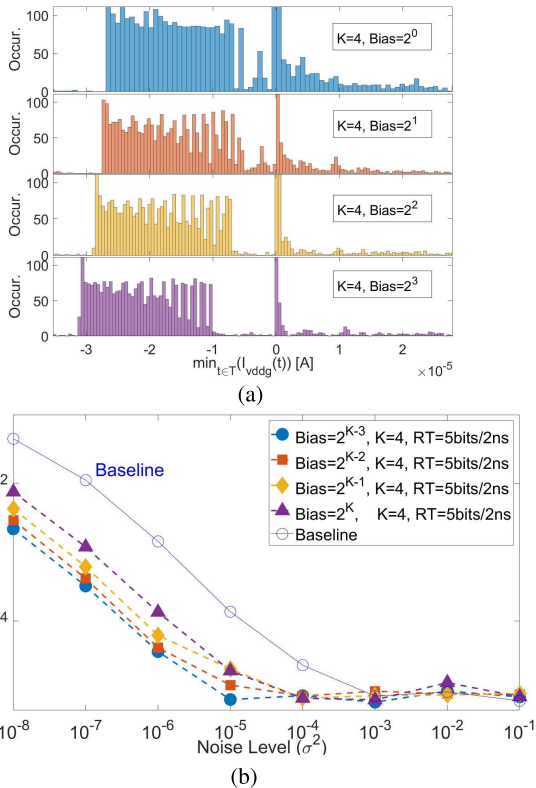 100
50
0
Occur.
K=4, Bias=2^0
100
50
0
Occur.
K=4, Bias=2^1
100
50
0
Occur.
K=4, Bias=2^2
100
50
0
Occur.
K=4, Bias=2^3
-3 -2 -1 0 1 2
min_{t∈T}(I_{vddg}(t)) [A]
×10^{-5}
(a)
Bias=2^{K-3}, K=4, RT=5bits/2ns
Bias=2^{K-2}, K=4, RT=5bits/2ns
Bias=2^{K-1}, K=4, RT=5bits/2ns
Bias=2^K, K=4, RT=5bits/2ns
Baseline
Baseline
2
4
10^{-8} 10^{-7} 10^{-6} 10^{-5} 10^{-4} 10^{-3} 10^{-2} 10^{-1}
Noise Level (σ^2)
(b)